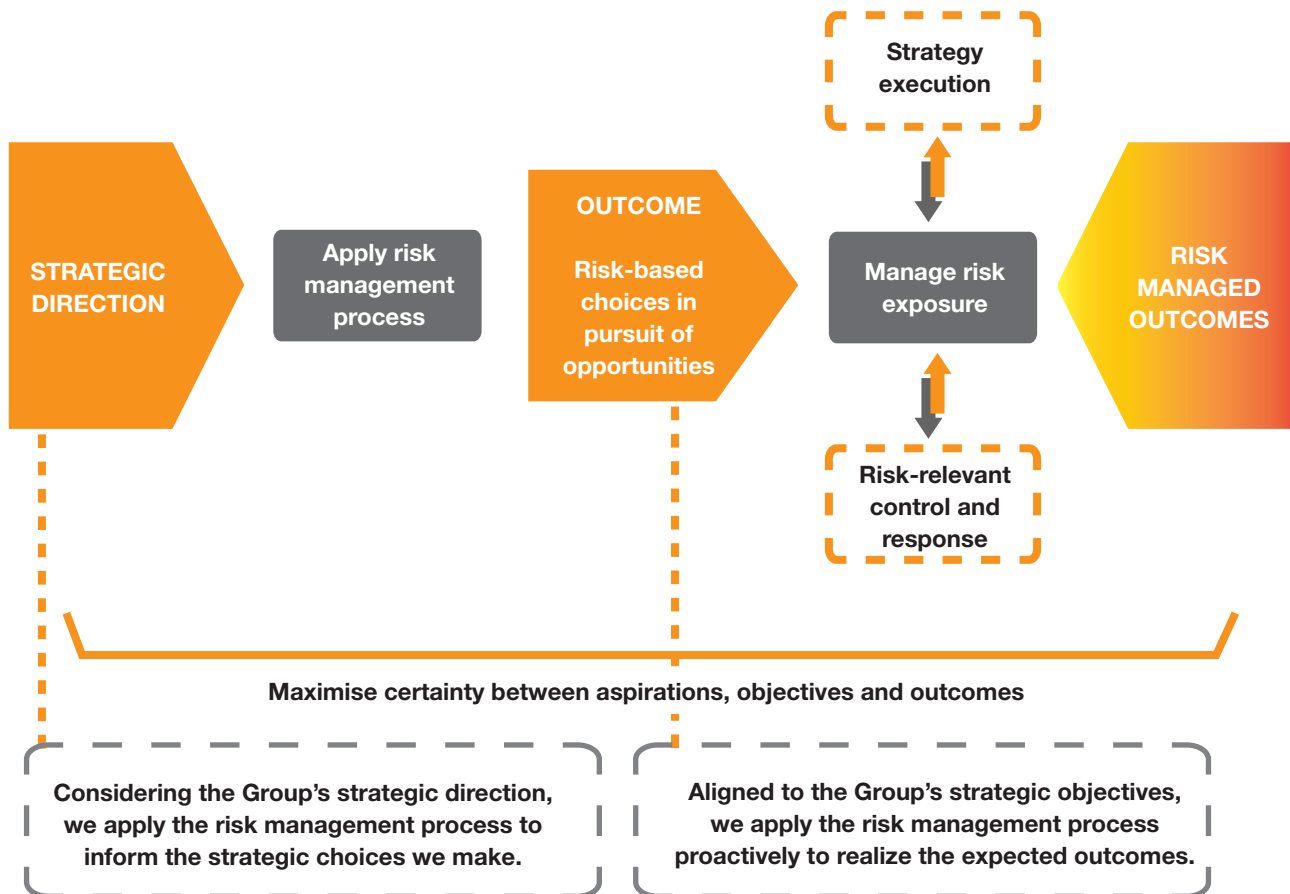 STRATEGIC
DIRECTION
Apply risk
management
process
OUTCOME
Risk-based
choices in
pursuit of
opportunities
Strategy
execution
Manage risk
exposure
Risk-relevant
control and
response
RISK
MANAGED
OUTCOMES
Maximise certainty between aspirations, objectives and outcomes
Considering the Group’s strategic direction,
we apply the risk management process to
inform the strategic choices we make.
Aligned to the Group’s strategic objectives,
we apply the risk management process
proactively to realize the expected outcomes.